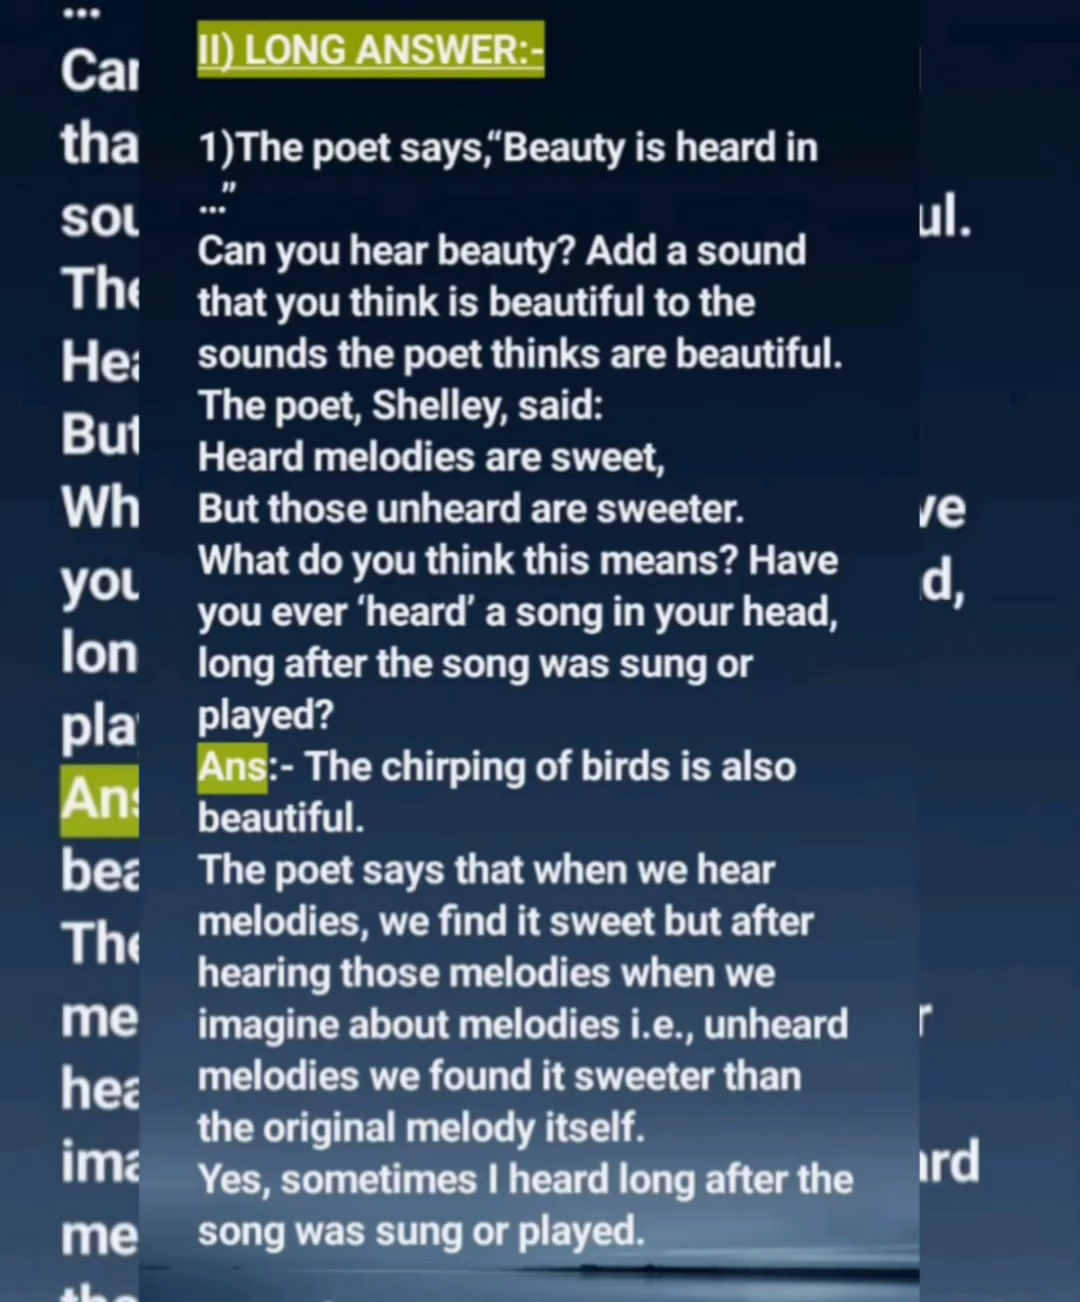 II) LONG ANSWER:-
1)The poet says,“Beauty is heard in
...”
Can you hear beauty? Add a sound
that you think is beautiful to the
sounds the poet thinks are beautiful.
The poet, Shelley, said:
Heard melodies are sweet,
But those unheard are sweeter.
What do you think this means? Have
you ever ‘heard’ a song in your head,
long after the song was sung or
played?
Ans:- The chirping of birds is also
beautiful.
The poet says that when we hear
melodies, we find it sweet but after
hearing those melodies when we
imagine about melodies i.e., unheard
melodies we found it sweeter than
the original melody itself.
Yes, sometimes I heard long after the
song was sung or played.